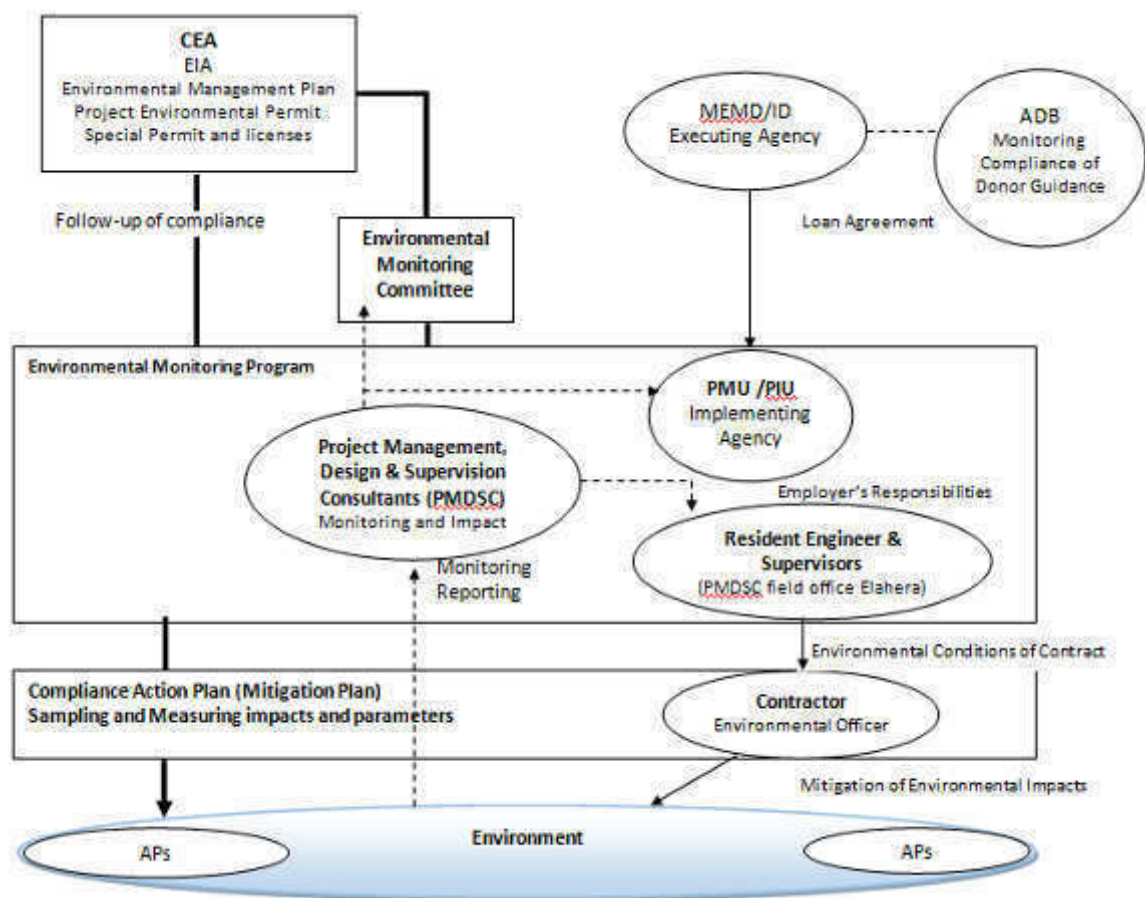 CEA
EIA
Environmental Management Plan
Project Environmental Permit
Special Permit and licenses
MEMD/ID
Executing Agency
ADB
Monitoring
Compliance of
Donor Guidance
Follow-up of compliance
Loan Agreement
Environmental
Monitoring
Committee
Environmental Monitoring Program
PMU /PIU
Implementing
Agency
Project Management,
Design & Supervision
Consultants (PMDSC)
Monitoring and Impact
Employer's Responsibilities
Resident Engineer &
Supervisors
(PMDSC field office Elahera)
Monitoring
Reporting
Environmental Conditions of Contract
Compliance Action Plan (Mitigation Plan)
Sampling and Measuring impacts and parameters
Contractor
Environmental Officer
Mitigation of Environmental Impacts
Environment
APs
APs